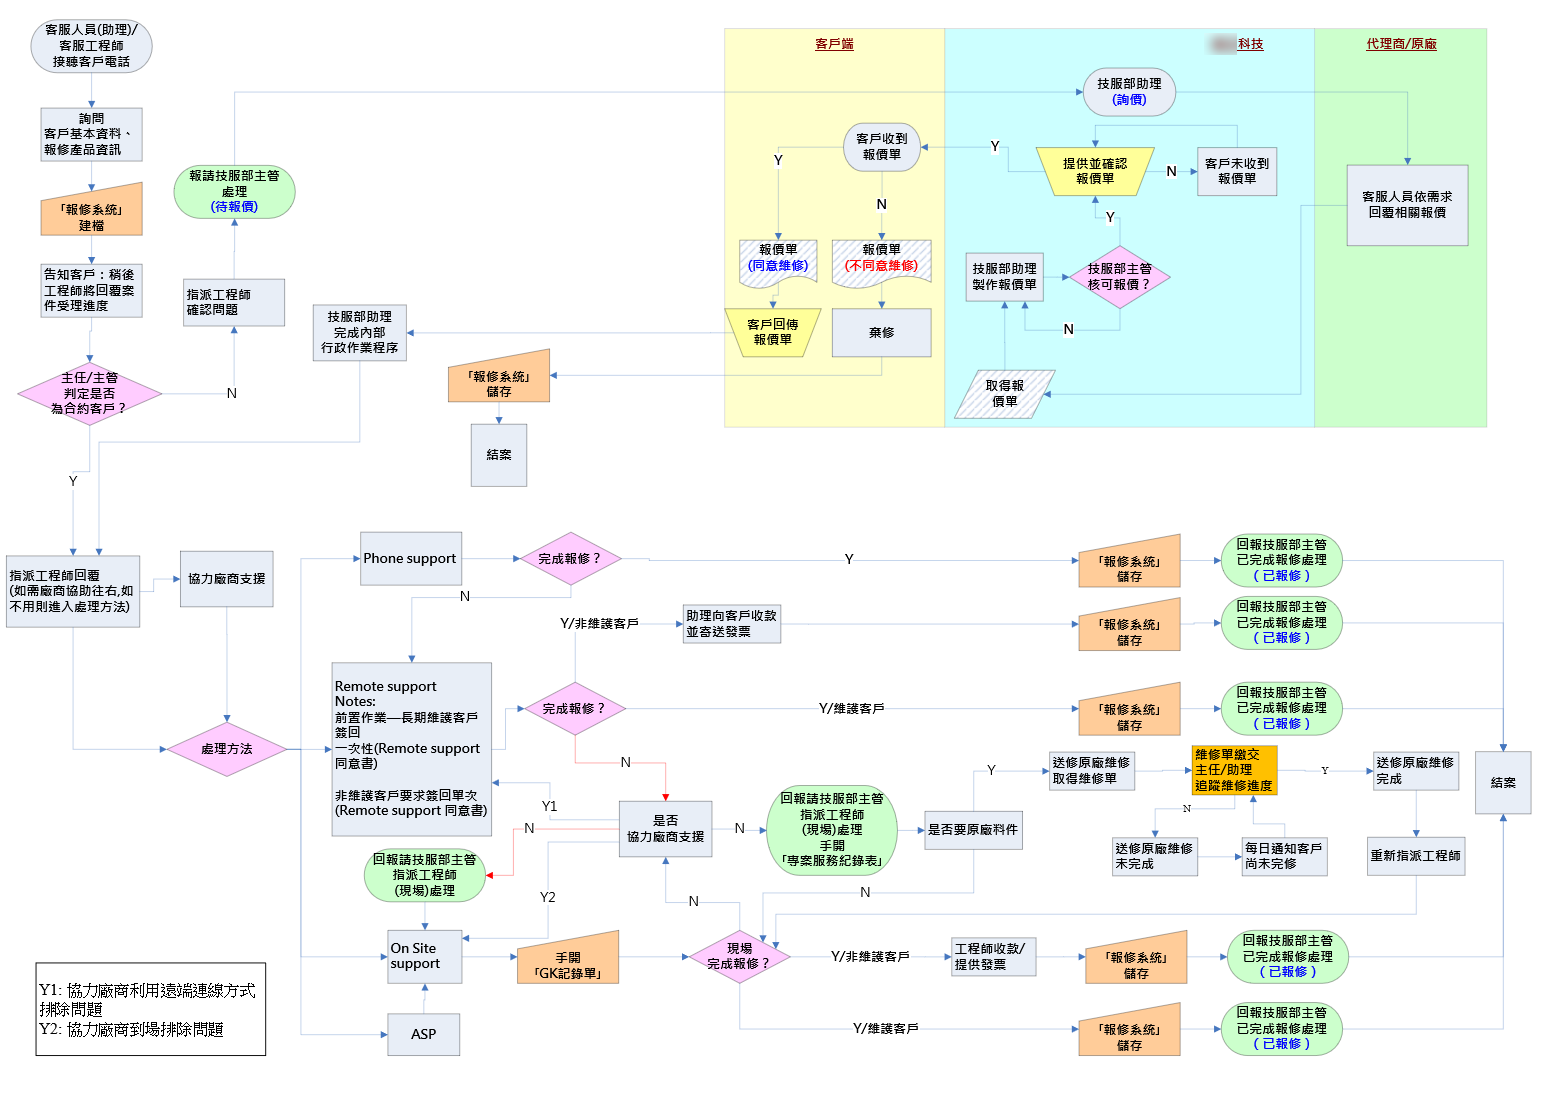 客服人員(助理)/
客服工程師
接聽客戶電話
詢問
客戶基本資料、
報修產品資訊
「報修系統」
建檔
告知客戶：稍後
工程師將回覆案
件受理進度
主任/主管
判定是否
為合約客戶？
N
Y
指派工程師
確認問題
報請技服部主管
處理
(待報價)
客戶端
科技
代理商/原廠
技服部助理
(詢價)
客服人員依需求
回覆相關報價
取得報
價單
技服部助理
製作報價單
技服部主管
核可報價？
N
Y
提供並確認
報價單
N
客戶未收到
報價單
Y
客戶收到
報價單
Y
N
報價單
(同意維修)
報價單
(不同意維修)
客戶回傳
報價單
棄修
技服部助理
完成內部
行政作業程序
「報修系統」
儲存
結案
指派工程師回覆
(如需廠商協助往右,如
不用則進入處理方法)
協力廠商支援
處理方法
Phone support
完成報修？
Y
N
「報修系統」
儲存
回報技服部主管
已完成報修處理
（已報修）
Y/非維護客戶
助理向客戶收款
並寄送發票
「報修系統」
儲存
回報技服部主管
已完成報修處理
（已報修）
Remote support
Notes:
前置作業—長期維護客戶
簽回
一次性(Remote support
同意書)
非維護客戶要求簽回單次
(Remote support 同意書)
完成報修？
Y/維護客戶
「報修系統」
儲存
回報技服部主管
已完成報修處理
（已報修）
N
是否
協力廠商支援
Y1
N
Y2
N
回報請技服部主管
指派工程師
(現場)處理
手開
「專案服務紀錄表」
是否要原廠料件
Y
N
送修原廠維修
取得維修單
維修單繳交
主任/助理
追蹤維修進度
Y
N
送修原廠維修
完成
送修原廠維修
未完成
每日通知客戶
尚未完修
重新指派工程師
結案
回報請技服部主管
指派工程師
(現場)處理
On Site
support
ASP
手開
「GK記錄單」
現場
完成報修？
N
Y/非維護客戶
工程師收款/
提供發票
「報修系統」
儲存
回報技服部主管
已完成報修處理
（已報修）
Y/維護客戶
「報修系統」
儲存
回報技服部主管
已完成報修處理
（已報修）
Y1: 協力廠商利用遠端連線方式
排除問題
Y2: 協力廠商到場排除問題